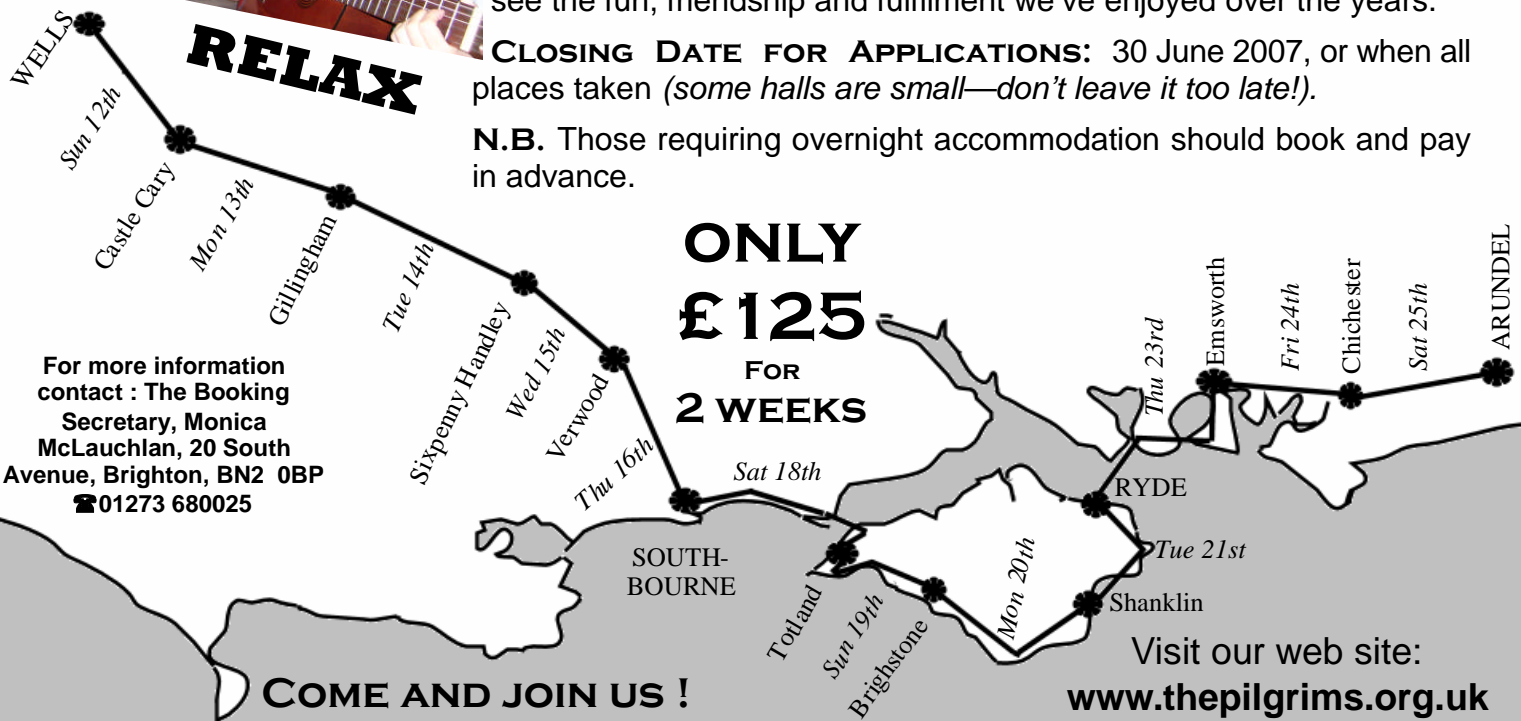 see the fun, friendship and fulfilment we've enjoyed over the years.
RELAX
CLOSING DATE FOR APPLICATIONS: 30 June 2007, or when all
places taken (some halls are small—don't leave it too late!).
N.B. Those requiring overnight accommodation should book and pay
in advance.
ONLY
£125
FOR
2 WEEKS
WELLS
Sun 12th
Castle Cary
Mon 13th
Gillingham
Tue 14th
Sixpenny Handley
Wed 15th
Verwood
Thu 16th
SOUTH-
BOURNE
Sat 18th
Totland
Sun 19th
Brighstone
Mon 20th
Shanklin
Tue 21st
RYDE
Thu 23rd
Emsworth
Fri 24th
Chichester
Sat 25th
ARUNDEL
For more information
contact : The Booking
Secretary, Monica
McLauchlan, 20 South
Avenue, Brighton, BN2 0BP
☎01273 680025
COME AND JOIN US !
Visit our web site:
www.thepilgrims.org.uk